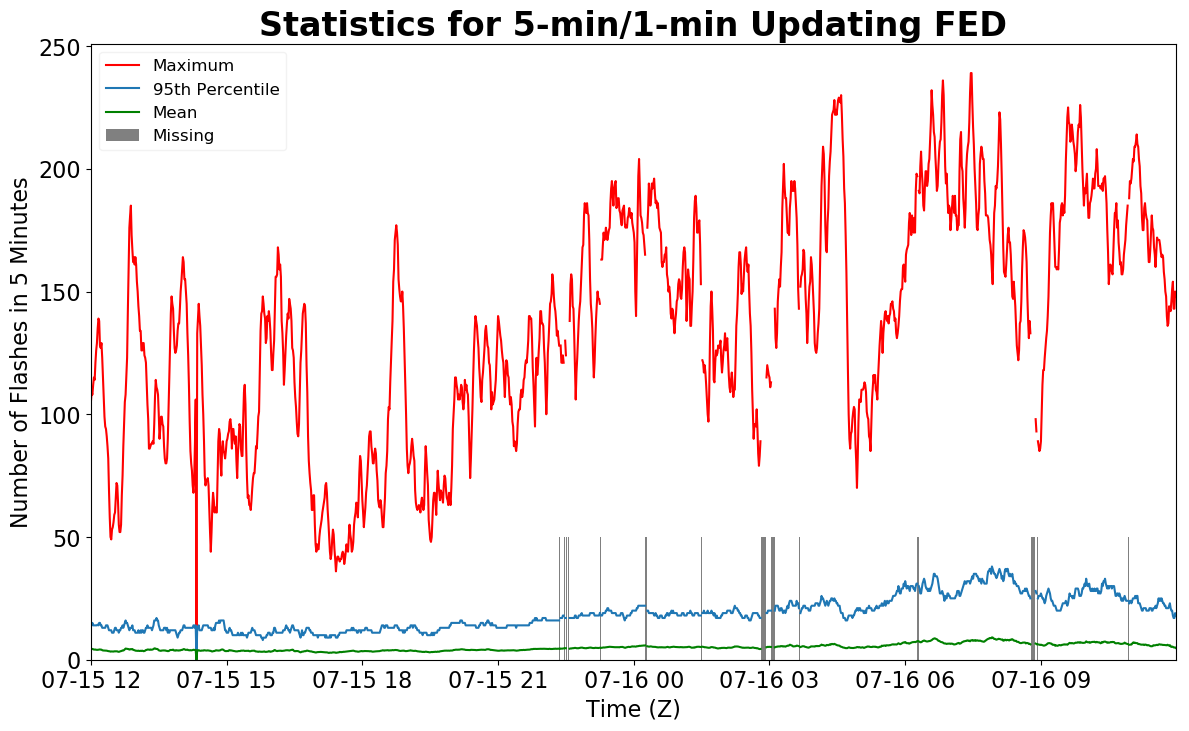 Statistics for 5-min/1-min Updating FED
250
200
150
100
50
0
Number of Flashes in 5 Minutes
Maximum
95th Percentile
Mean
Missing
07-15 12
07-15 15
07-15 18
07-15 21
07-16 00
07-16 03
07-16 06
07-16 09
Time (Z)